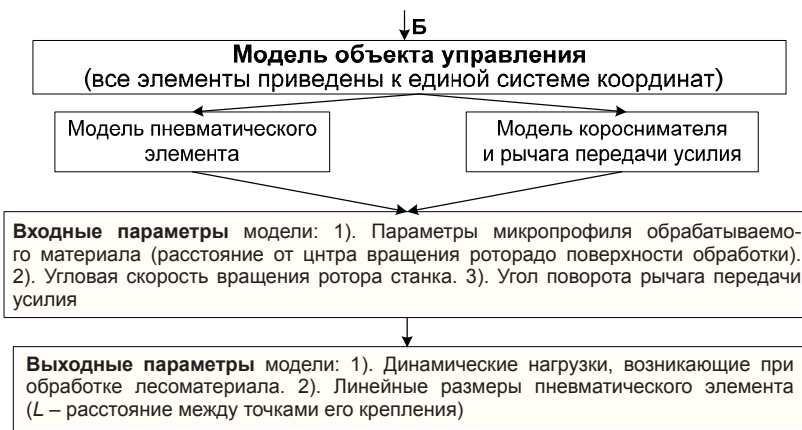 Б
Модель объекта управления
(все элементы приведены к единой системе координат)
Модель пневматического
элемента
Модель короснимателя
и рычага передачи усилия
Входные параметры модели: 1). Параметры микропрофиля обрабатываемо-
го материала (расстояние от цнтра вращения роторадо поверхности обработки).
2). Угловая скорость вращения ротора станка. 3). Угол поворота рычага передачи
усилия
Выходные параметры модели: 1). Динамические нагрузки, возникающие при
обработке лесоматериала. 2). Линейные размеры пневматического элемента
(L – расстояние между точками его крепления)